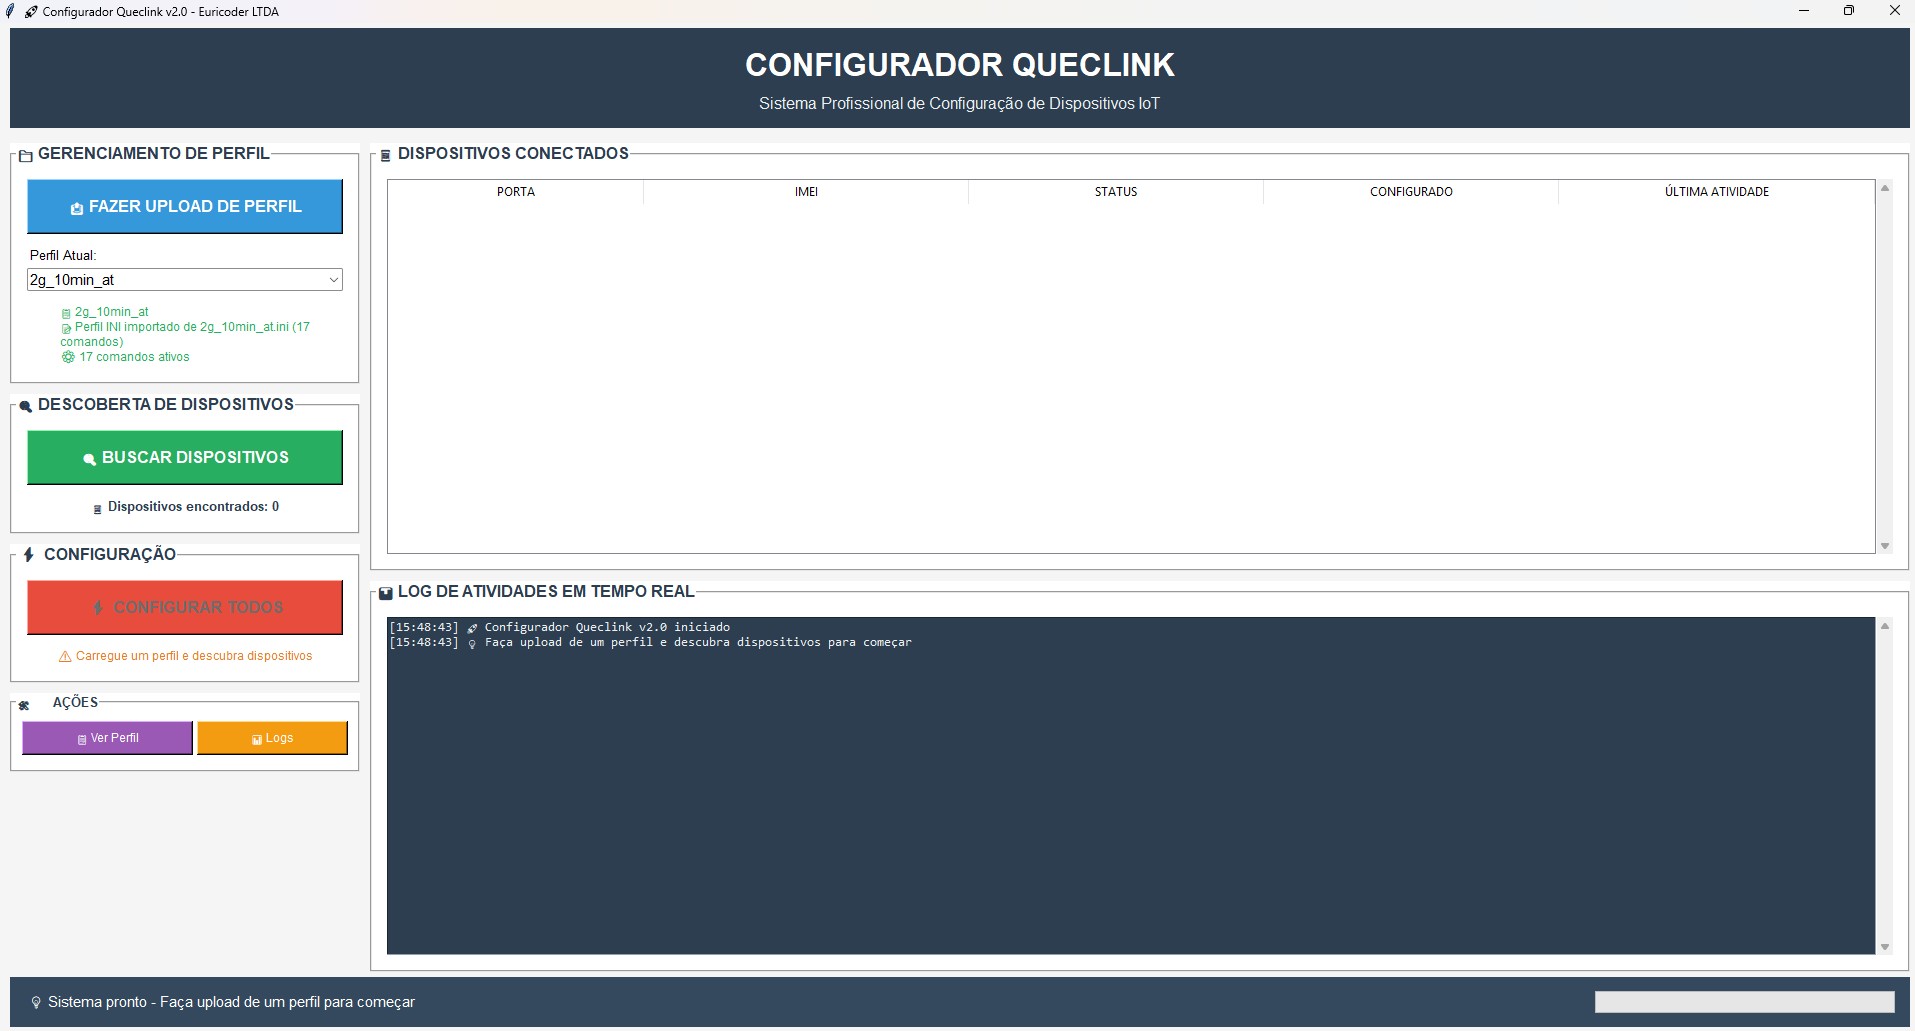 Configurador Queclink v2.0 - Euricoder LTDA
CONFIGURADOR QUECLINK
Sistema Profissional de Configuração de Dispositivos IoT
GERENCIAMENTO DE PERFIL
FAZER UPLOAD DE PERFIL
Perfil Atual:
2g_10min_at
2g_10min_at
Perfil INI importado de 2g_10min_at.ini (17
comandos)
17 comandos ativos
DESCOBERTA DE DISPOSITIVOS
BUSCAR DISPOSITIVOS
Dispositivos encontrados: 0
CONFIGURAÇÃO
CONFIGURAR TODOS
Carregue um perfil e descubra dispositivos
AÇÕES
Ver Perfil
Logs
DISPOSITIVOS CONECTADOS
PORTA IMEI STATUS CONFIGURADO ÚLTIMA ATIVIDADE
LOG DE ATIVIDADES EM TEMPO REAL
[15:48:43] Configurador Queclink v2.0 iniciado
[15:48:43] Faça upload de um perfil e descubra dispositivos para começar
Sistema pronto - Faça upload de um perfil para começar